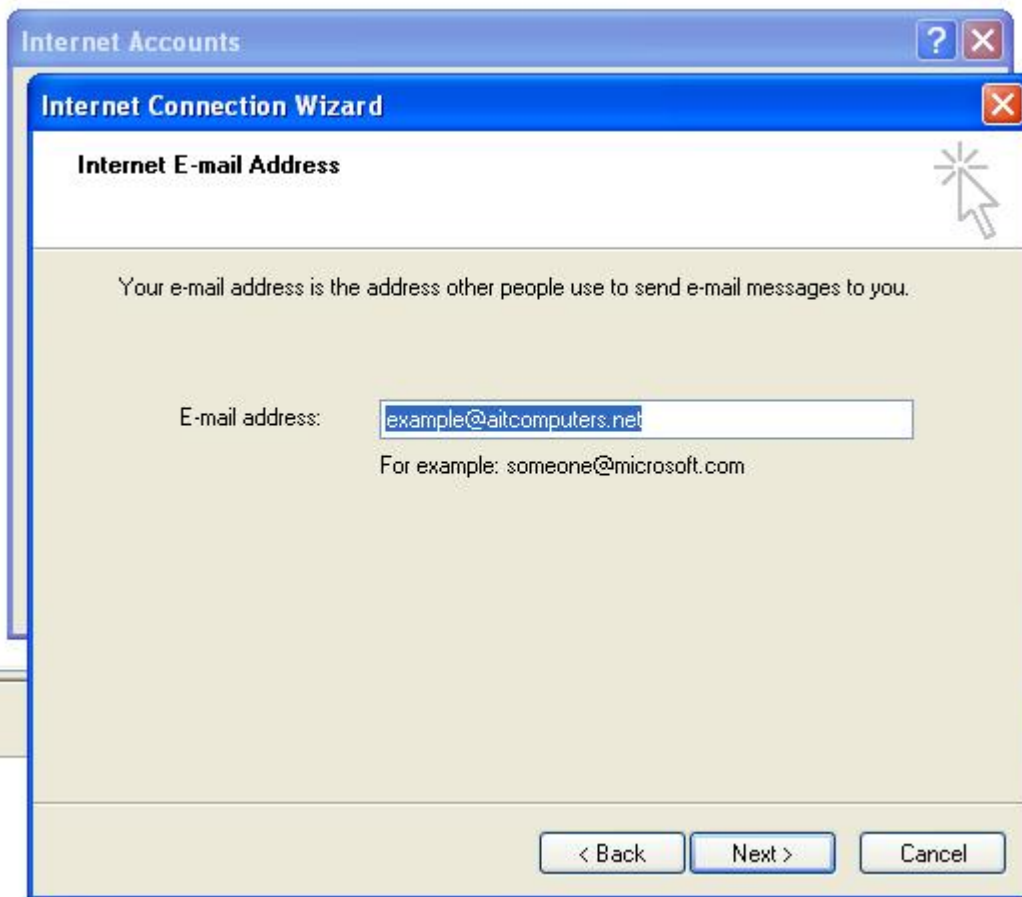 Internet Accounts
Internet Connection Wizard
Internet E-mail Address
Your e-mail address is the address other people use to send e-mail messages to you.
E-mail address:
example@aitcomputers.net
For example: someone@microsoft.com
< Back
Next >
Cancel